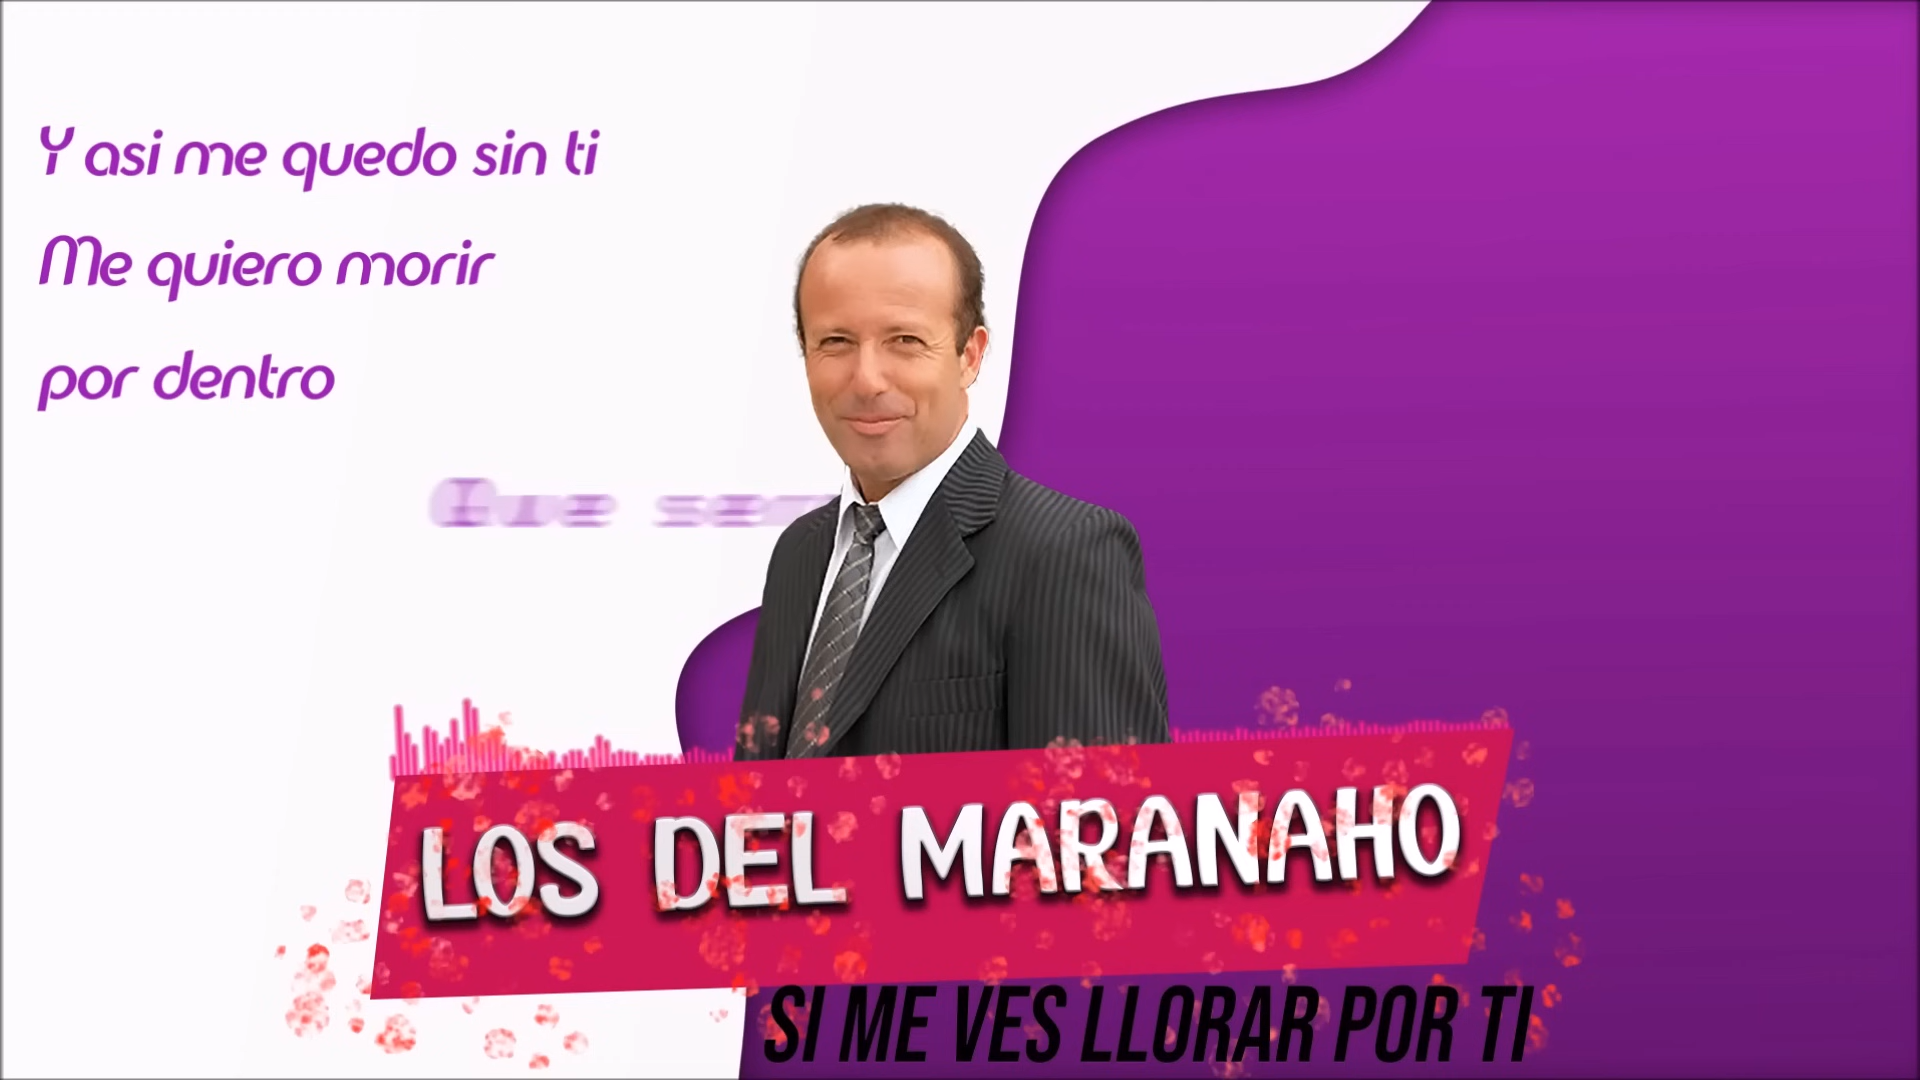 Y asi me quedo sin ti
Me quiero morir
por dentro
Que
LOS DEL MARANAHO
SI ME VES LLORAR POR TI